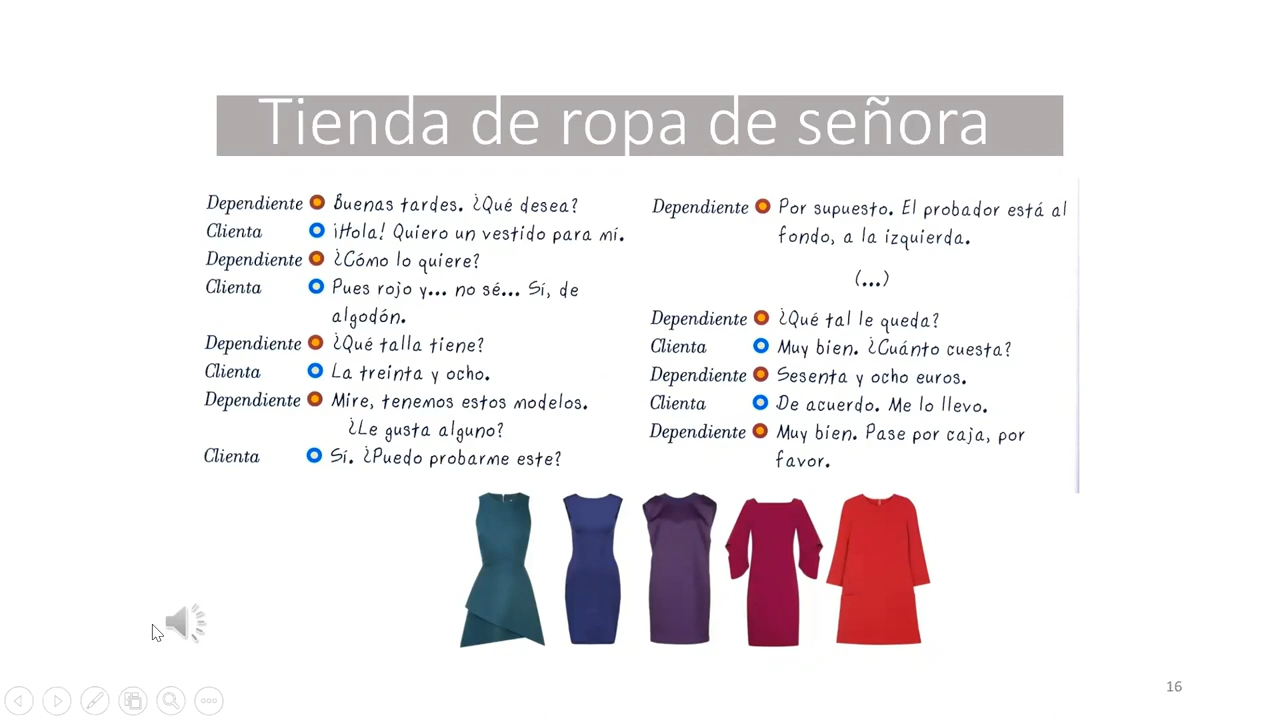 Tienda de ropa de señora
Dependiente Buenas tardes. ¿Qué desea?
Clienta ¡Hola! Quiero un vestido para mí.
Dependiente ¿Cómo lo quiere?
Clienta Pues rojo y... no sé... Sí, de
algodón.
Dependiente ¿Qué talla tiene?
Clienta La treinta y ocho.
Dependiente Mire, tenemos estos modelos.
¿Le gusta alguno?
Clienta Sí. ¿Puedo probarme este?
Dependiente Por supuesto. El probador está al
fondo, a la izquierda.
(...)
Dependiente ¿Qué tal le queda?
Clienta Muy bien. ¿Cuánto cuesta?
Dependiente Sesenta y ocho euros.
Clienta De acuerdo. Me lo llevo.
Dependiente Muy bien. Pase por caja, por
favor.
16